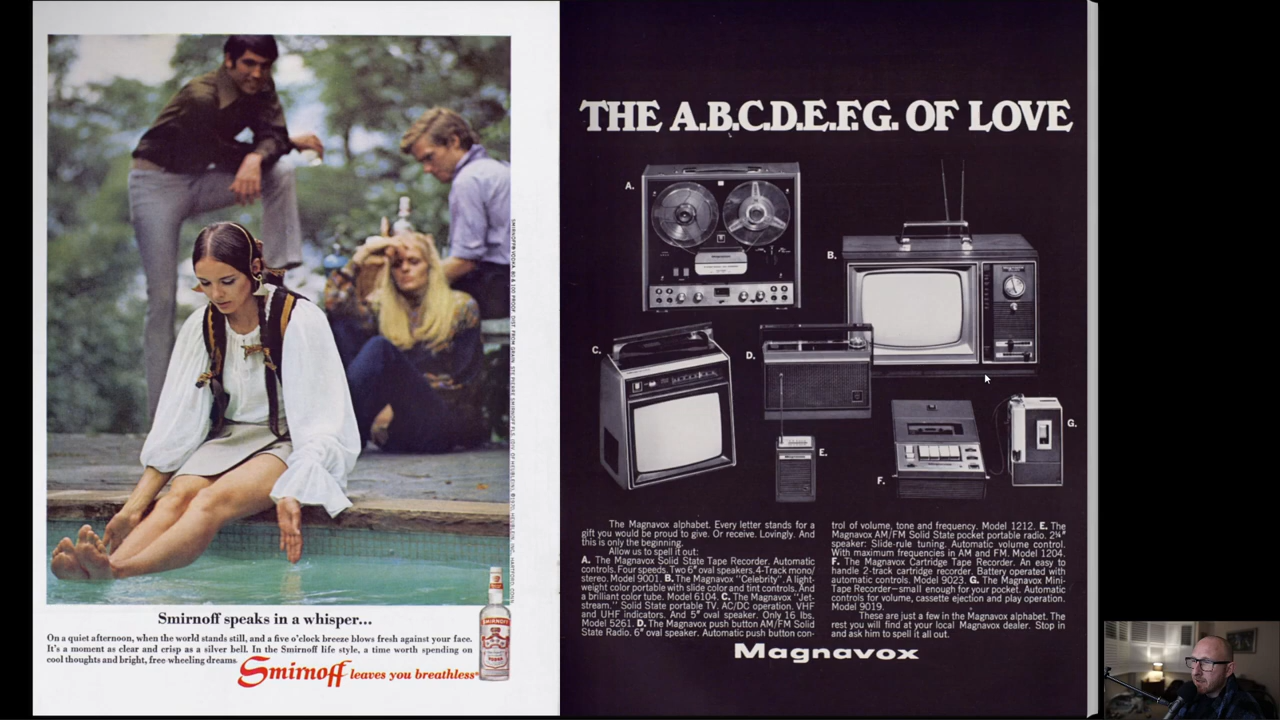 Smirnoff speaks in a whisper...
On a quiet afternoon, when the world stands still, and a five o'clock breeze blows fresh against your face.
It's a moment as clear and crisp as a silver bell. In the Smirnoff life style, a time worth spending on
cool thoughts and bright, free wheeling dreams.
Smirnoff leaves you breathless®
SMIRNOFF
THE A.B.C.D.E.F.G. OF LOVE
A.
B.
C.
D.
E.
F.
G.
The Magnavox alphabet. Every letter stands for a
gift you would be proud to give. Or receive. Lovingly. And
this is only the beginning.
Allow us to spell it out:
A. The Magnavox Solid State Tape Recorder. Automatic
controls. Four speeds. Two 6" oval speakers. 4-Track mono/
stereo. Model 9001. B. The Magnavox "Celebrity". A light-
weight color portable with slide color and tint controls. And
a brilliant color tube. Model 6104. C. The Magnavox "Jet-
stream." Solid State portable TV. AC/DC operation. VHF
and UHF indicators. And 5" oval speaker. Only 16 lbs.
Model 5261. D. The Magnavox push button AM/FM Solid
State Radio. 6" oval speaker. Automatic push button con-
trol of volume, tone and frequency. Model 1212. E. The
Magnavox AM/FM Solid State pocket portable radio. 2¼"
speaker: Slide-rule tuning. Automatic volume control.
With maximum frequencies in AM and FM. Model 1204.
F. The Magnavox Cartridge Tape Recorder. An easy to
handle 2-track cartridge recorder. Battery operated with
automatic controls. Model 9023. G. The Magnavox Mini-
Tape Recorder—small enough for your pocket. Automatic
controls for volume, cassette ejection and play operation.
Model 9019.
These are just a few in the Magnavox alphabet. The
rest you will find at your local Magnavox dealer. Stop in
and ask him to spell it all out.
Magnavox